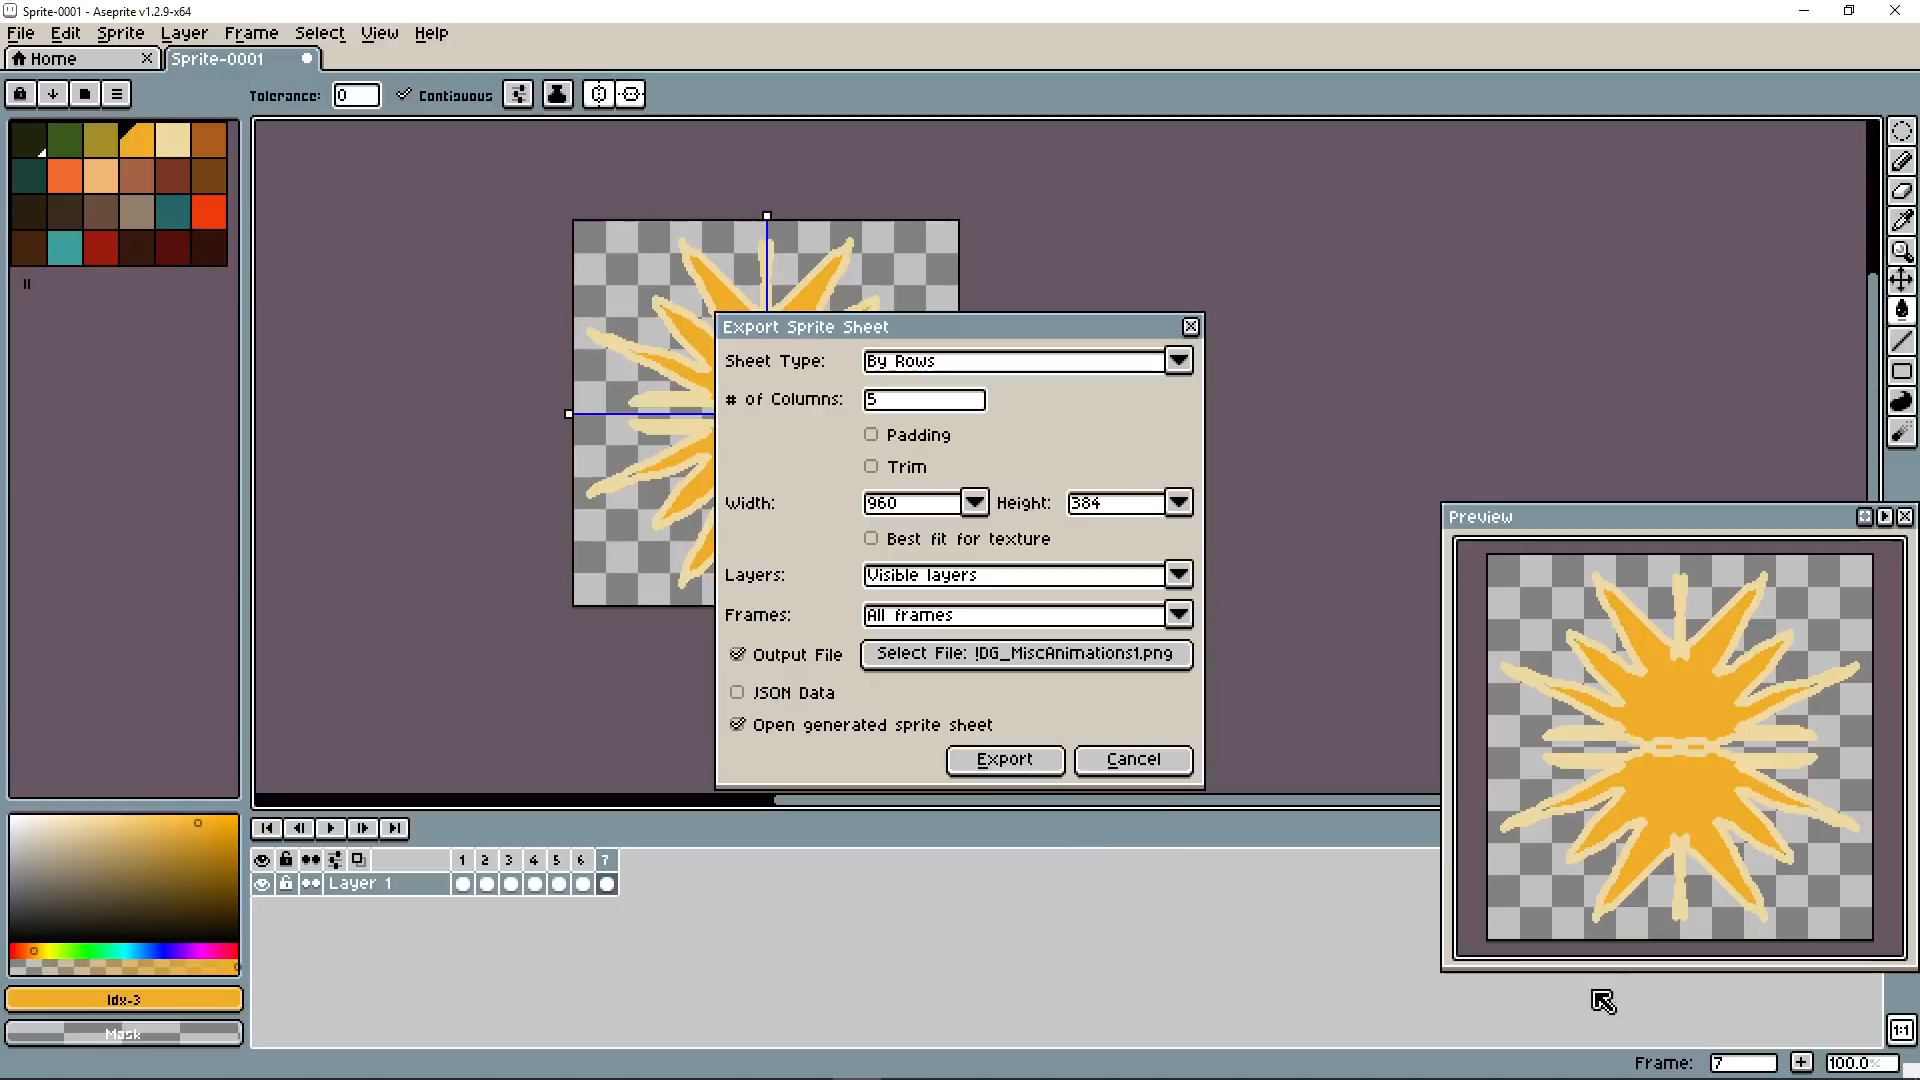 Sprite-0001 - Aseprite v1.2.9-x64
File Edit Sprite Layer Frame Select View Help
Home Sprite-0001
Tolerance: 0 Contiguous
Export Sprite Sheet
Sheet Type: By Rows
# of Columns: 5
Padding
Trim
Width: 960 Height: 384
Best fit for texture
Layers: Visible layers
Frames: All frames
Output File Select File: !DG_MiscAnimations1.png
JSON Data
Open generated sprite sheet
Export Cancel
Preview
1 2 3 4 5 6 7
Layer 1
Idx-3
Mask
1:1
Frame: 7 + 100.0